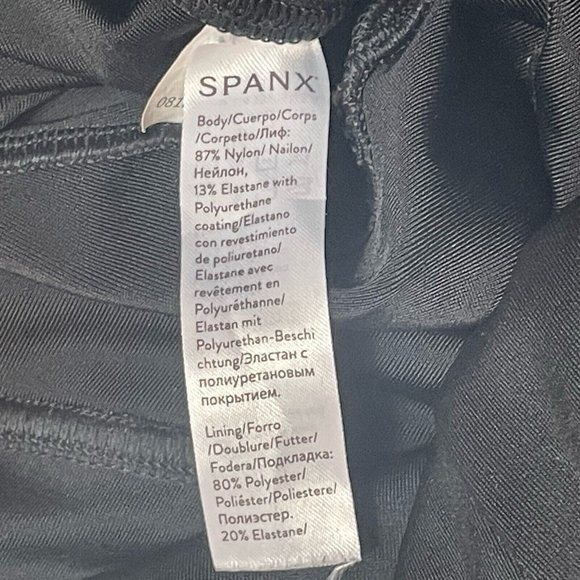 SPANX
081
Body/Cuerpo/Corps
/Corpetto/Лиф:
87% Nylon/ Nailon/
Нейлон,
13% Elastane with
Polyurethane
coating/Elastano
con revestimiento
de poliuretano/
Elastane avec
revêtement en
Polyuréthanne/
Elastan mit
Polyurethan-Beschi
chtung/Эластан с
полиуретановым
покрытием.
Lining/Forro
/Doublure/Futter/
Fodera/Подкладка:
80% Polyester/
Poliéster/Poliestere/
Полиэстер.
20% Elastane/